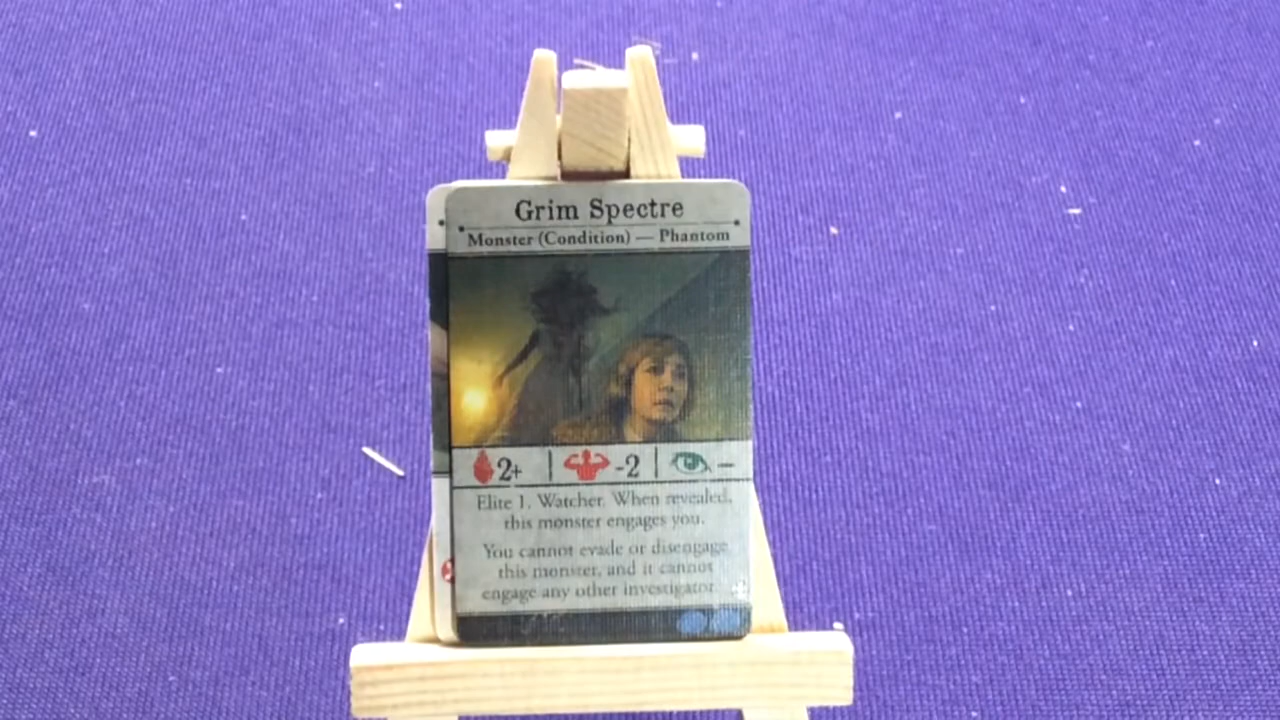 Grim Spectre
Monster (Condition) — Phantom
2+ | -2 | –
Elite 1. Watcher. When revealed,
this monster engages you.
You cannot evade or disengage
this monster, and it cannot
engage any other investigator.